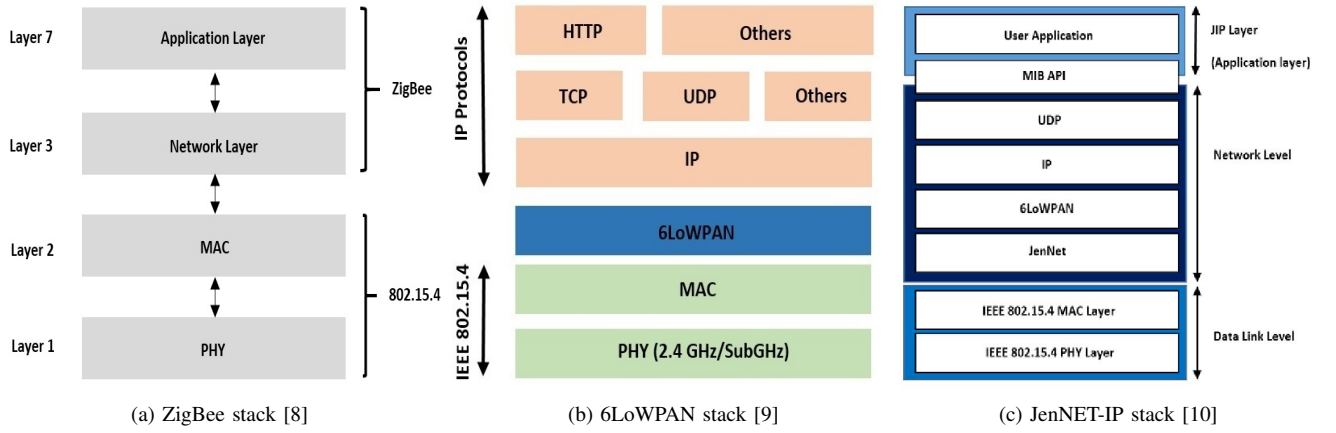 Layer 7
Application Layer
ZigBee
Layer 3
Network Layer
Layer 2
MAC
802.15.4
Layer 1
PHY
(a) ZigBee stack [8]
IP Protocols
HTTP
Others
TCP
UDP
Others
IP
6LoWPAN
IEEE 802.15.4
MAC
PHY (2.4 GHz/SubGHz)
(b) 6LoWPAN stack [9]
User Application
MIB API
JIP Layer
(Application layer)
UDP
IP
6LoWPAN
JenNet
Network Level
IEEE 802.15.4 MAC Layer
IEEE 802.15.4 PHY Layer
Data Link Level
(c) JenNET-IP stack [10]